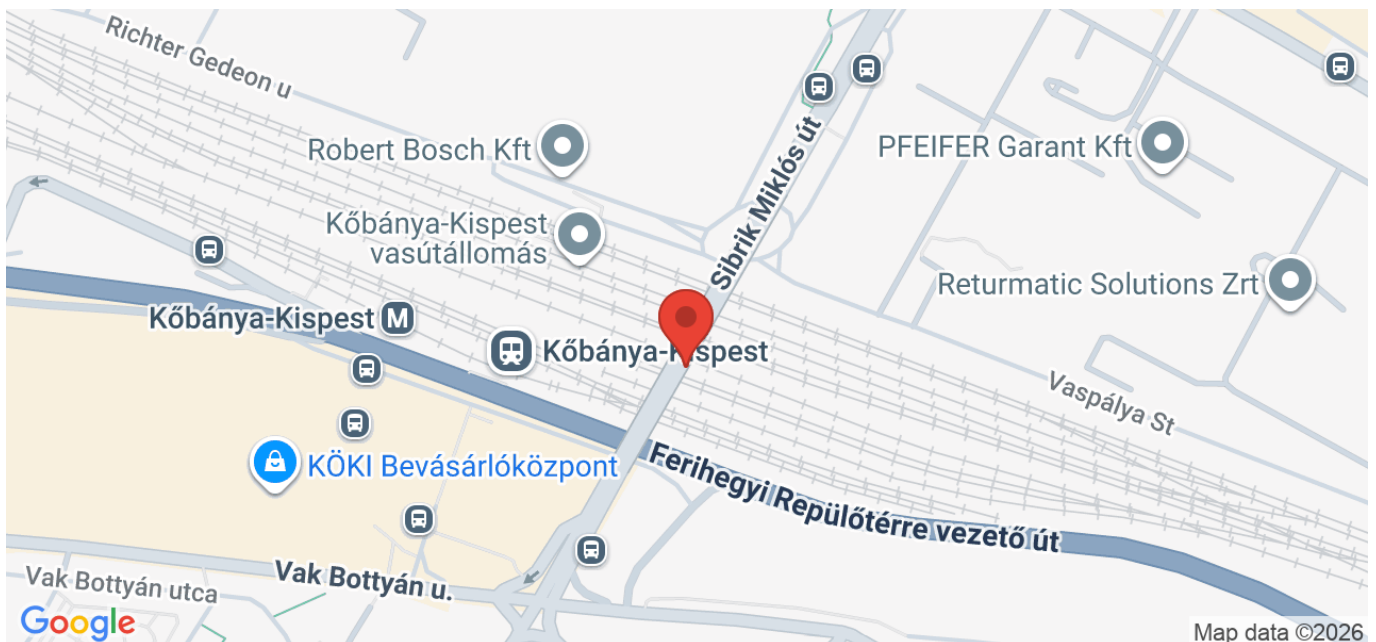 Richter Gedeon u
Robert Bosch Kft
PFEIFER Garant Kft
Sibrik Miklós út
Kőbánya-Kispest
vasútállomás
Returmatic Solutions Zrt
Kőbánya-Kispest M
Kőbánya-Kispest
Vaspálya St
KÖKI Bevásárlóközpont
Ferihegyi Repülőtérre vezető út
Vak Bottyán utca
Vak Bottyán u.
Google
Map data ©2026